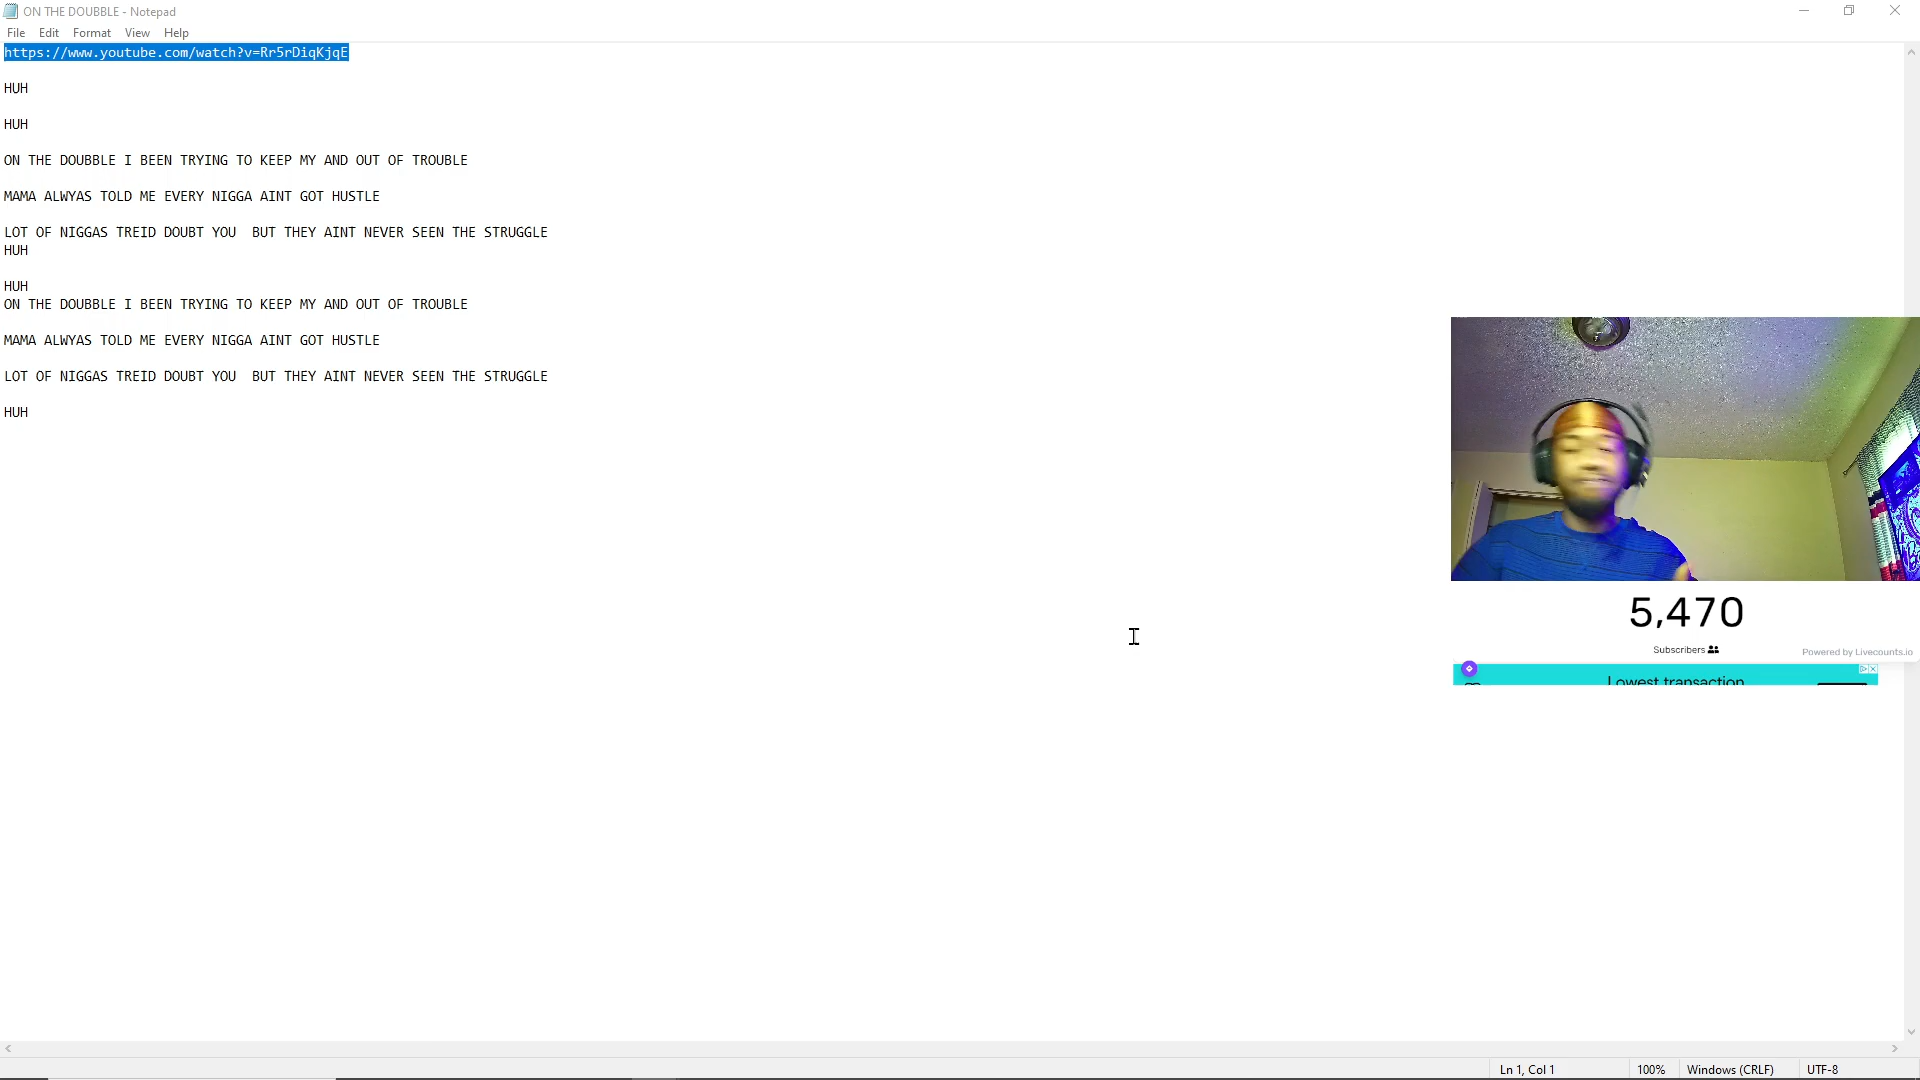 ON THE DOUBBLE - Notepad
File Edit Format View Help
https://www.youtube.com/watch?v=Rr5rDiqKjqE
HUH
HUH
ON THE DOUBBLE I BEEN TRYING TO KEEP MY AND OUT OF TROUBLE
MAMA ALWYAS TOLD ME EVERY NIGGA AINT GOT HUSTLE
LOT OF NIGGAS TREID DOUBT YOU  BUT THEY AINT NEVER SEEN THE STRUGGLE
HUH
HUH
ON THE DOUBBLE I BEEN TRYING TO KEEP MY AND OUT OF TROUBLE
MAMA ALWYAS TOLD ME EVERY NIGGA AINT GOT HUSTLE
LOT OF NIGGAS TREID DOUBT YOU  BUT THEY AINT NEVER SEEN THE STRUGGLE
HUH
5,470
Subscribers
Powered by Livecounts.io
Lowest transaction
Ln 1, Col 1 100% Windows (CRLF) UTF-8